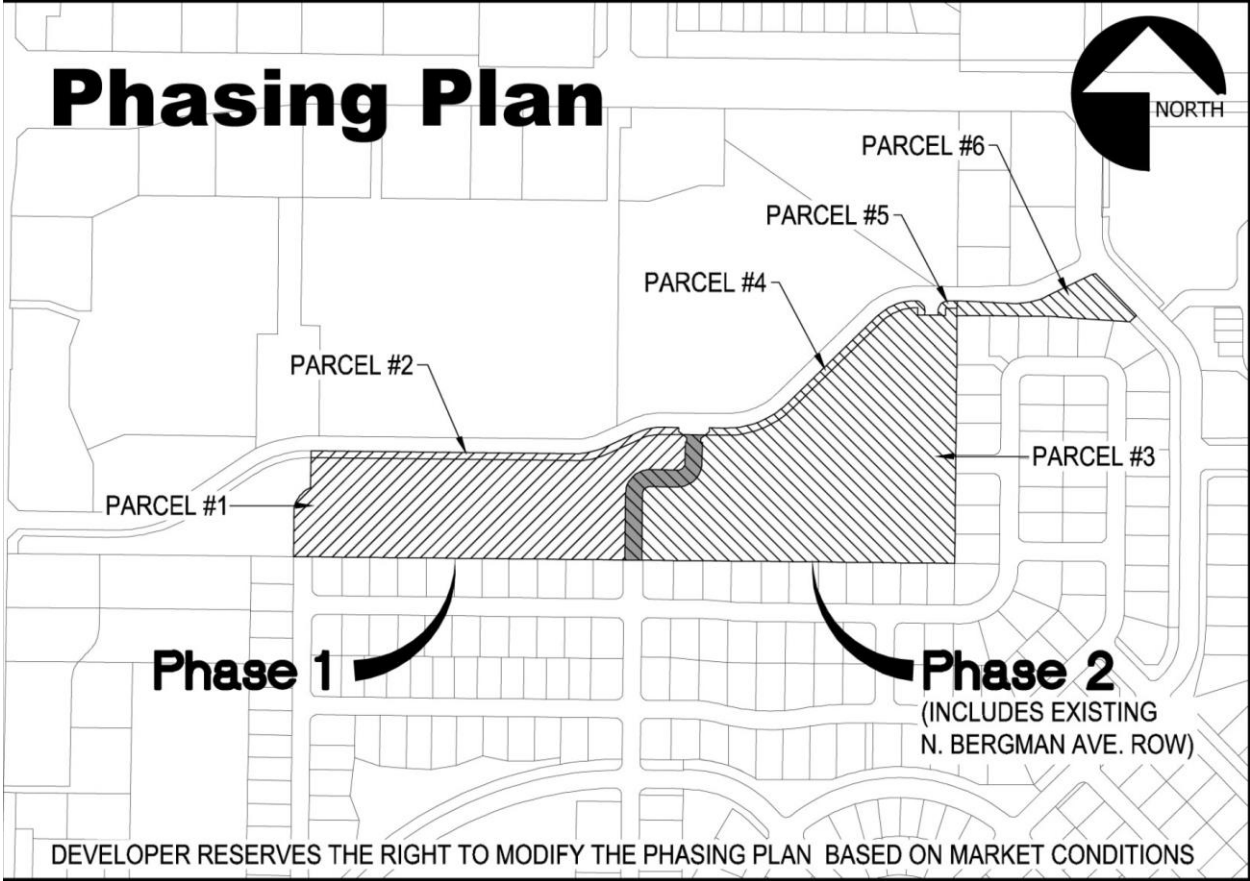 Phasing Plan
NORTH
PARCEL #6
PARCEL #5
PARCEL #4
PARCEL #2
PARCEL #3
PARCEL #1
Phase 1
Phase 2
(INCLUDES EXISTING
N. BERGMAN AVE. ROW)
DEVELOPER RESERVES THE RIGHT TO MODIFY THE PHASING PLAN BASED ON MARKET CONDITIONS